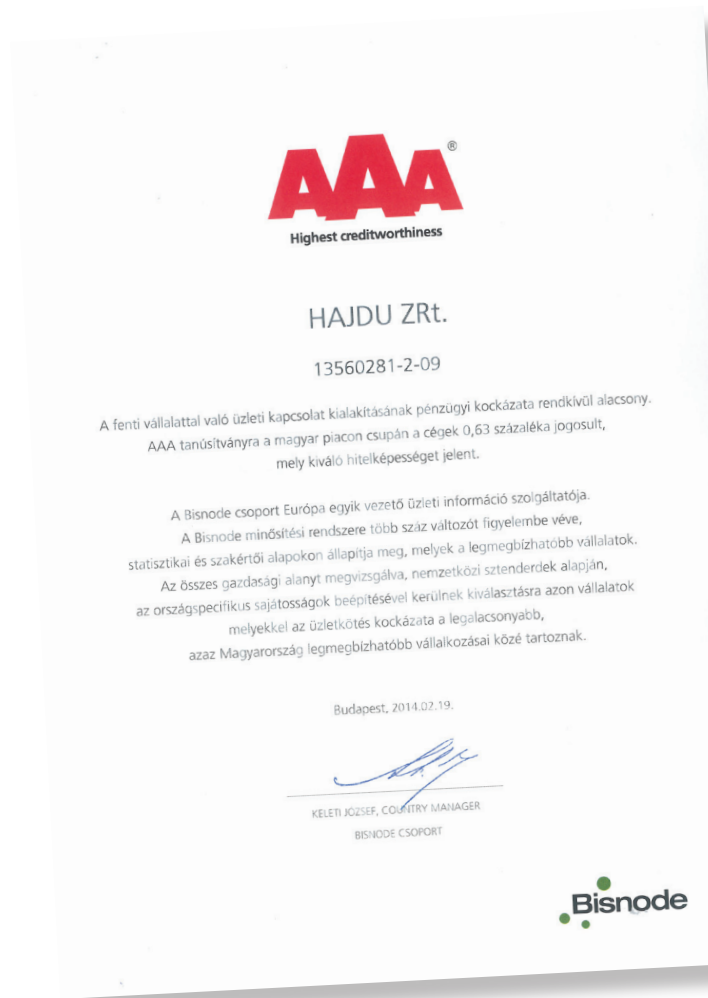 AAA®
Highest creditworthiness
HAJDU ZRt.
13560281-2-09
A fenti vállalattal való üzleti kapcsolat kialakításának pénzügyi kockázata rendkívül alacsony.
AAA tanúsítványra a magyar piacon csupán a cégek 0,63 százaléka jogosult,
mely kiváló hitelképességet jelent.
A Bisnode csoport Európa egyik vezető üzleti információ szolgáltatója.
A Bisnode minősítési rendszere több száz változót figyelembe véve,
statisztikai és szakértői alapokon állapítja meg, melyek a legmegbízhatóbb vállalatok.
Az összes gazdasági alanyt megvizsgálva, nemzetközi sztenderdek alapján,
az országspecifikus sajátosságok beépítésével kerülnek kiválasztásra azon vállalatok
melyekkel az üzletkötés kockázata a legalacsonyabb,
azaz Magyarország legmegbízhatóbb vállalkozásai közé tartoznak.
Budapest, 2014.02.19.
KELETI JÓZSEF, COUNTRY MANAGER
BISNODE CSOPORT
Bisnode